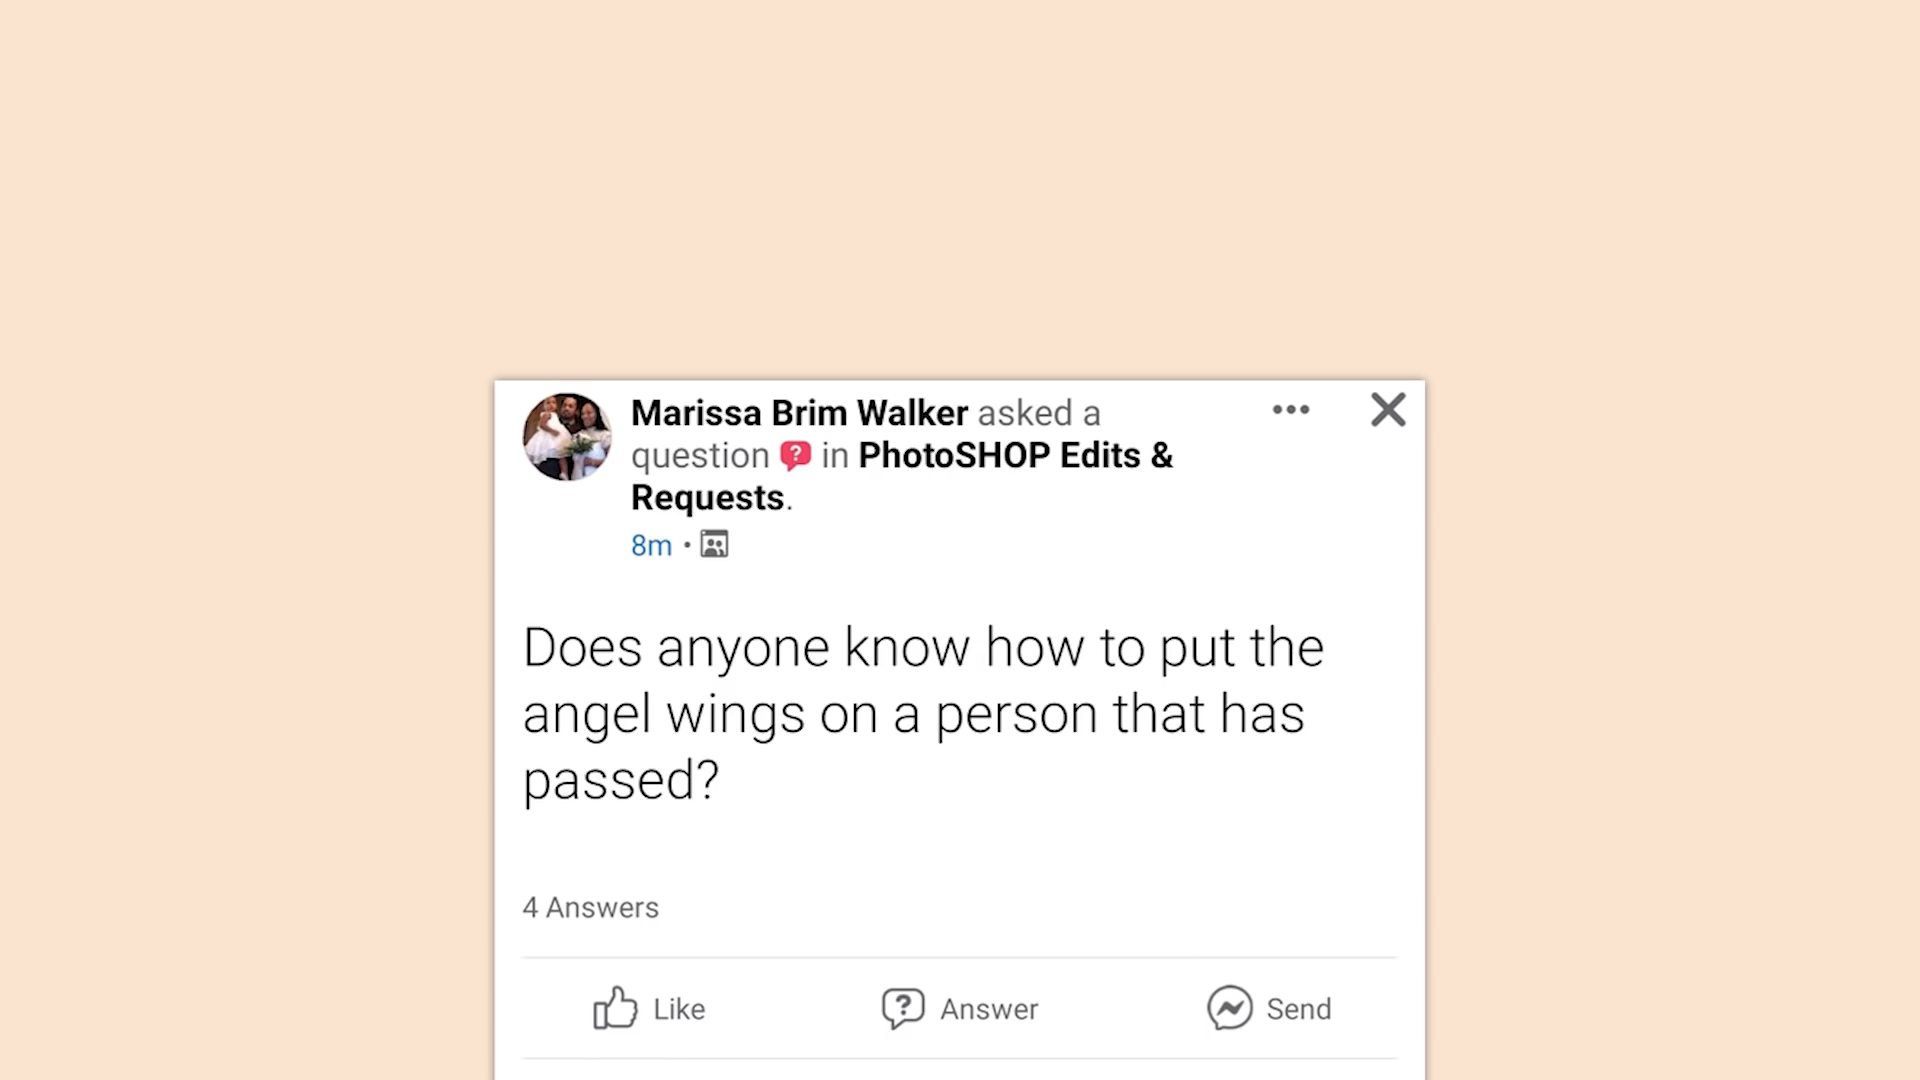 Marissa Brim Walker asked a
question ? in PhotoSHOP Edits &
Requests.
8m •
Does anyone know how to put the
angel wings on a person that has
passed?
4 Answers
Like Answer Send